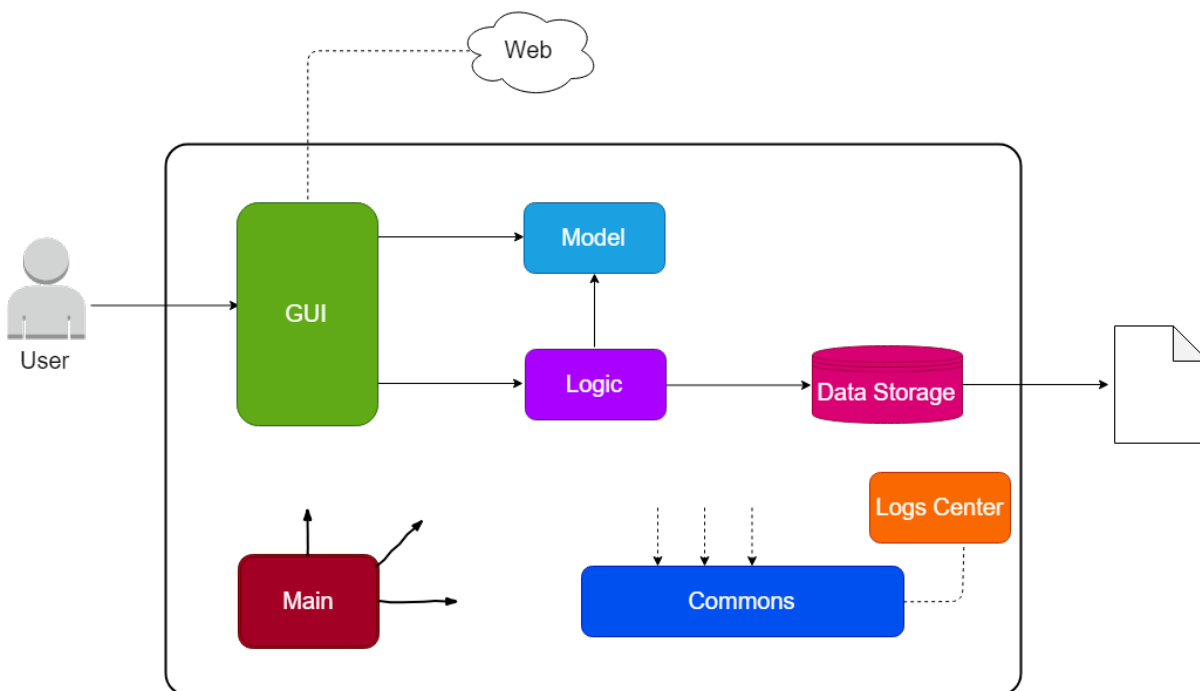 Web
GUI
Model
User
Logic
Data Storage
Logs Center
Main
Commons